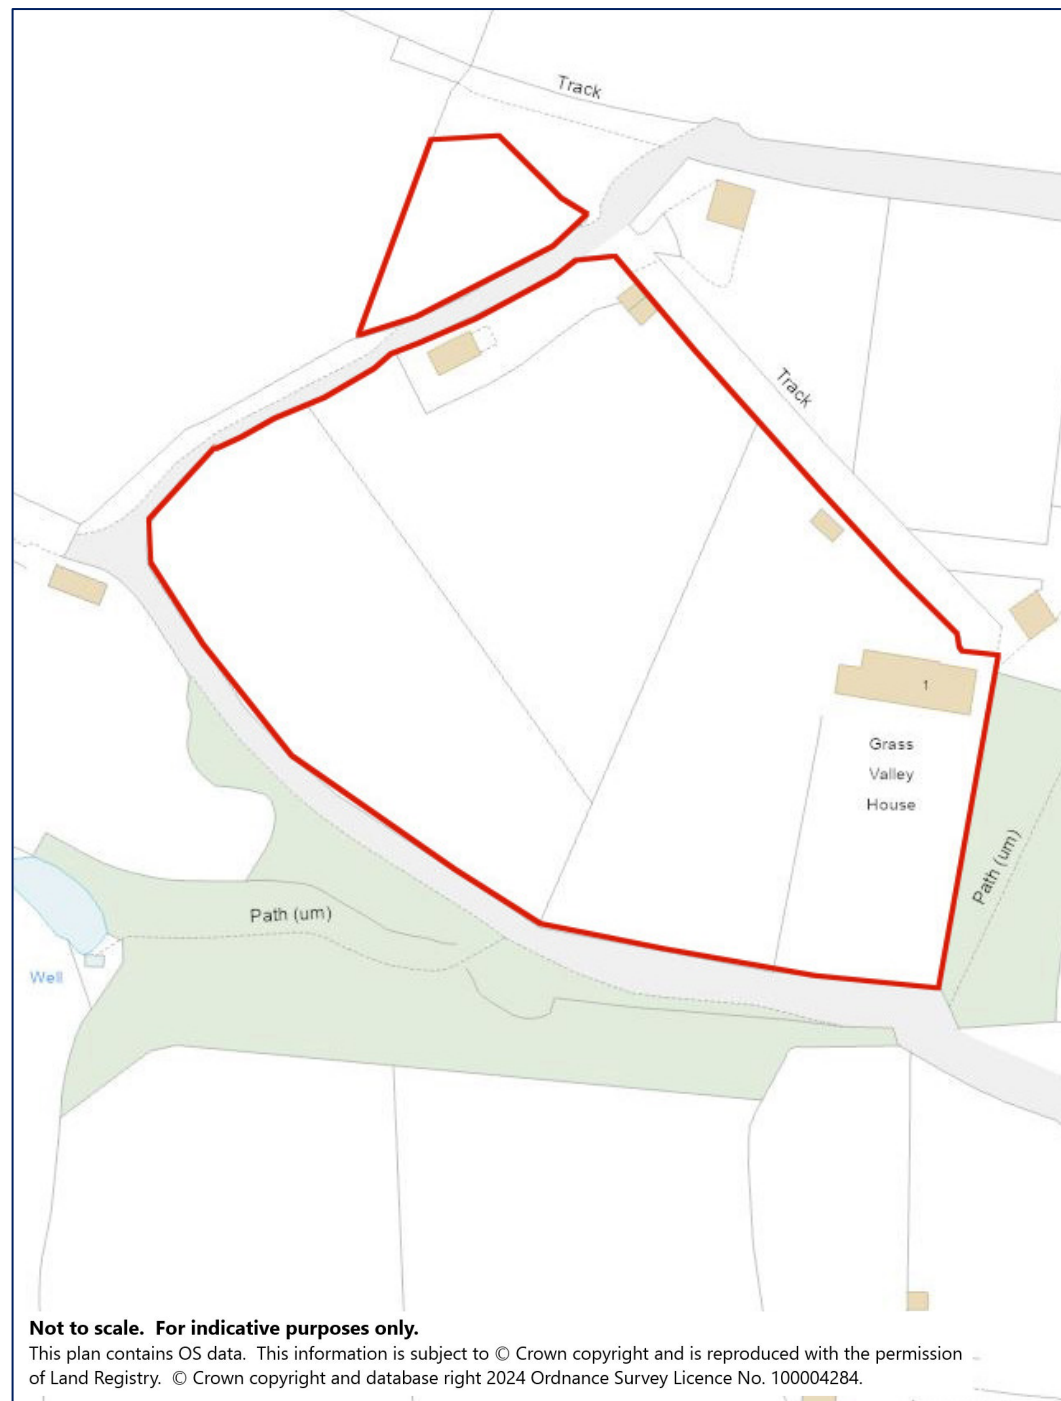 Track
Track
1
Grass
Valley
House
Path (um)
Path (um)
Well
Not to scale.  For indicative purposes only.
This plan contains OS data.  This information is subject to © Crown copyright and is reproduced with the permission
of Land Registry.  © Crown copyright and database right 2024 Ordnance Survey Licence No. 100004284.